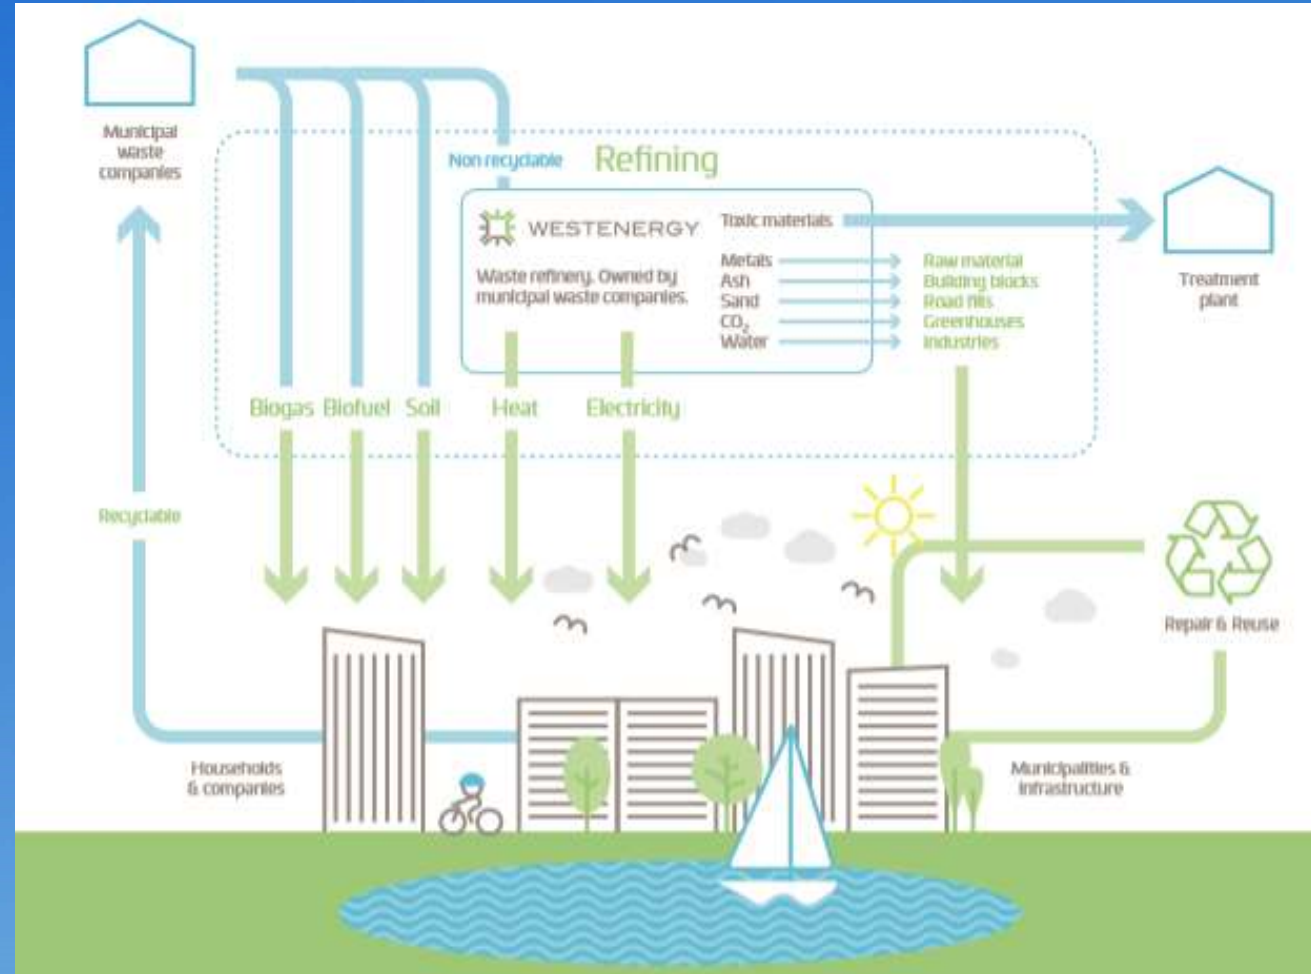 Municipal
waste
companies
Non recyclable
Refining
WESTENERGY
Waste refinery. Owned by
municipal waste companies.
Toxic materials
Metals
Ash
Sand
CO₂
Water
Raw material
Building blocks
Road fills
Greenhouses
Industries
Treatment
plant
Biogas
Biofuel
Soil
Heat
Electricity
Recyclable
Repair & Reuse
Households
& companies
Municipalities &
infrastructure